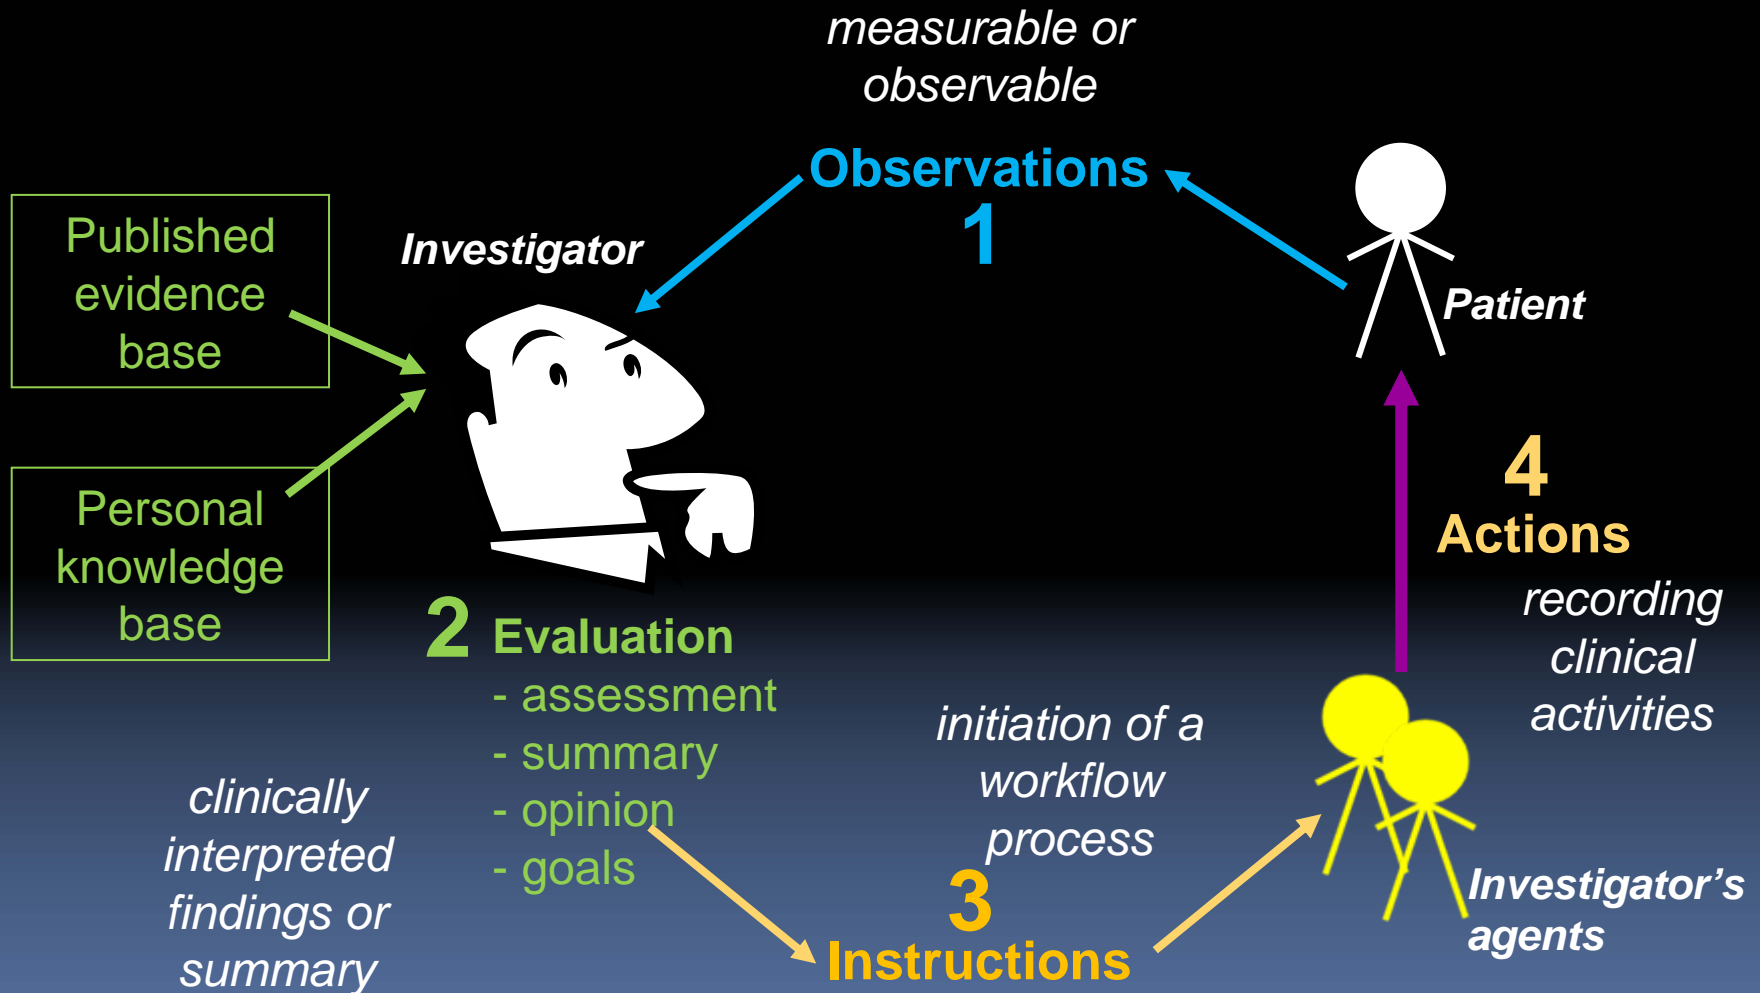 measurable or
observable
Observations
1
Published
evidence
base
Investigator
Patient
Personal
knowledge
base
4
Actions
recording
clinical
activities
2 Evaluation
- assessment
- summary
- opinion
- goals
clinically
interpreted
findings or
summary
initiation of a
workflow
process
3
Instructions
Investigator’s
agents